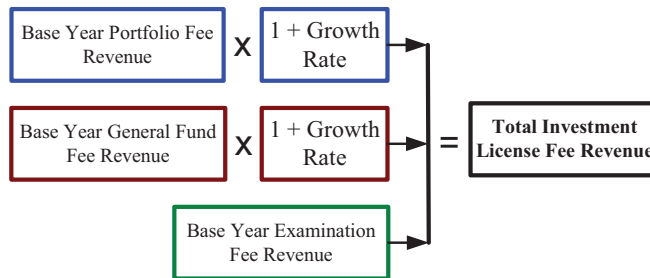 Base Year Portfolio Fee
Revenue
X
1 + Growth
Rate
Base Year General Fund
Fee Revenue
X
1 + Growth
Rate
=
Total Investment
License Fee Revenue
Base Year Examination
Fee Revenue